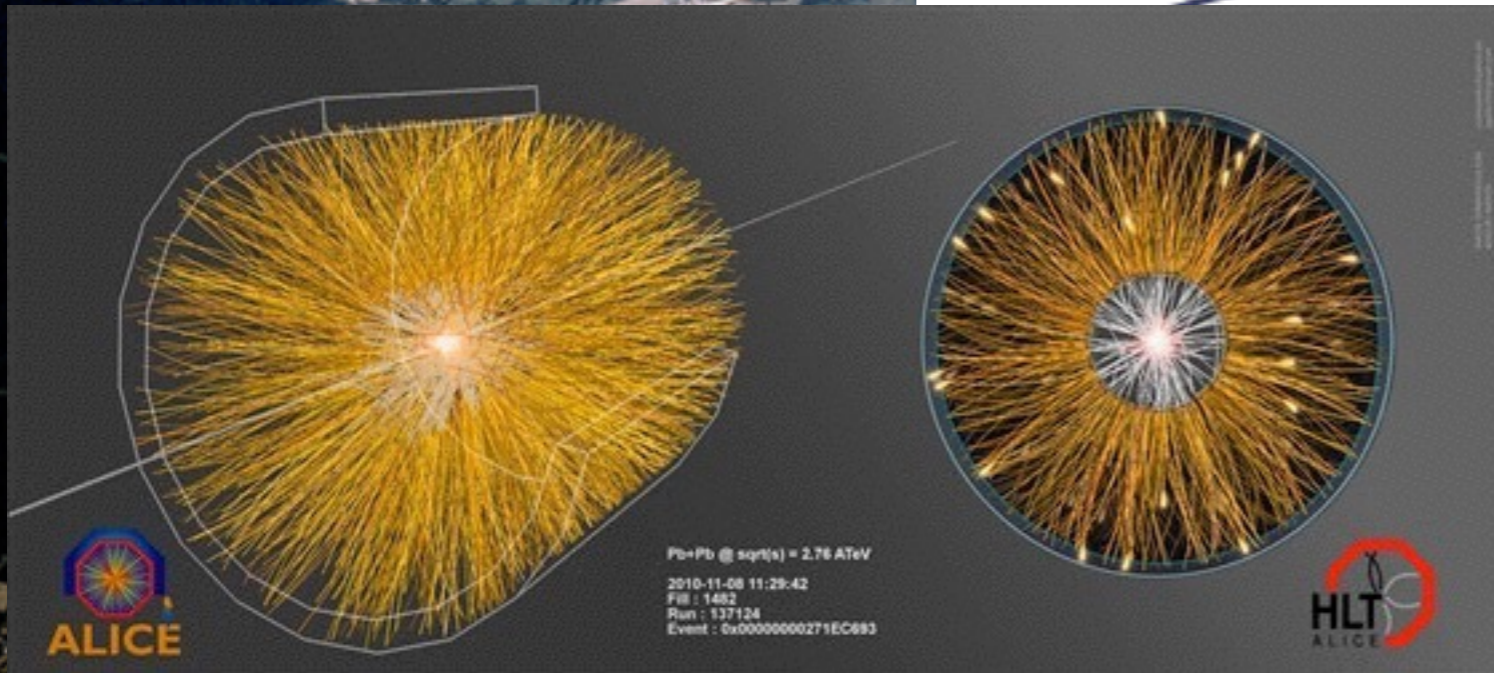 Pb+Pb @ sqrt(s) = 2.76 ATeV
2010-11-08 11:29:42
Fill : 1482
Run : 137124
Event : 0x00000000271EC693
ALICE
HLT
ALICE